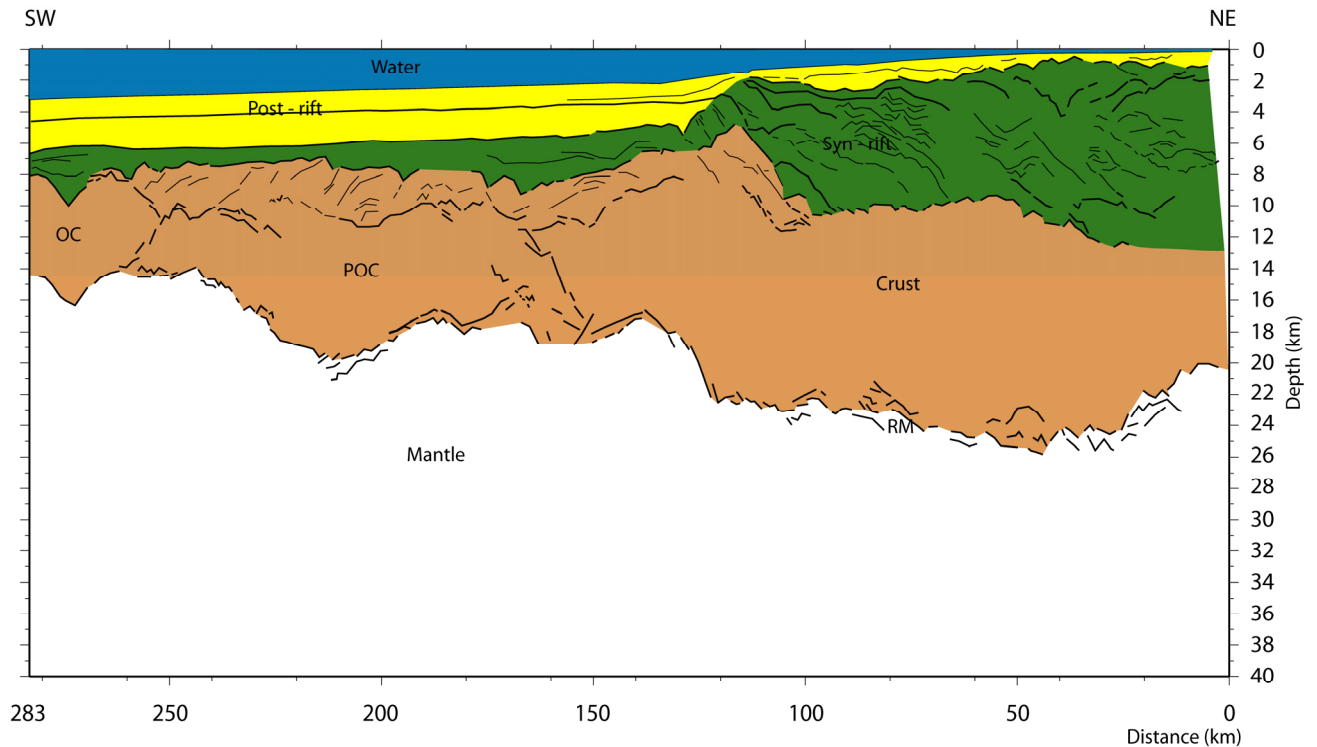 SW
NE
Water
Post - rift
Syn - rift
OC
POC
Crust
RM
Mantle
0
2
4
6
8
10
12
14
16
18
20
22
24
26
28
30
32
34
36
38
40
Depth (km)
283
250
200
150
100
50
0
Distance (km)